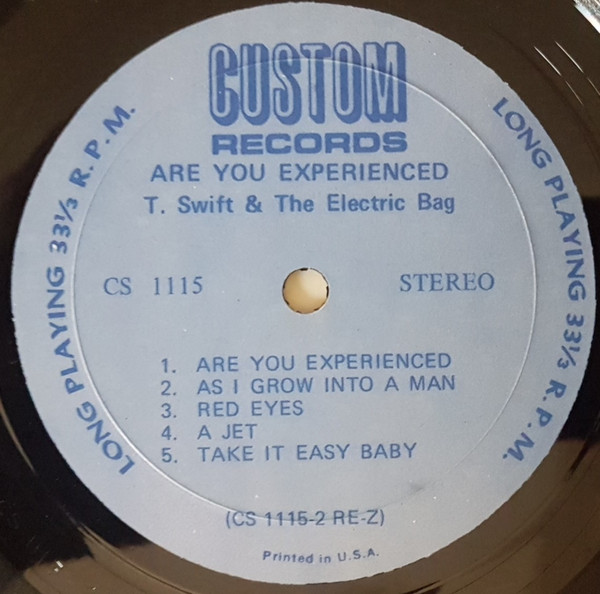 CUSTOM
RECORDS
ARE YOU EXPERIENCED
T. Swift & The Electric Bag
CS 1115
STEREO
LONG PLAYING 33⅓ R.P.M.
LONG PLAYING 33⅓ R.P.M.
1. ARE YOU EXPERIENCED
2. AS I GROW INTO A MAN
3. RED EYES
4. A JET
5. TAKE IT EASY BABY
(CS 1115-2 RE-Z)
Printed in U.S.A.